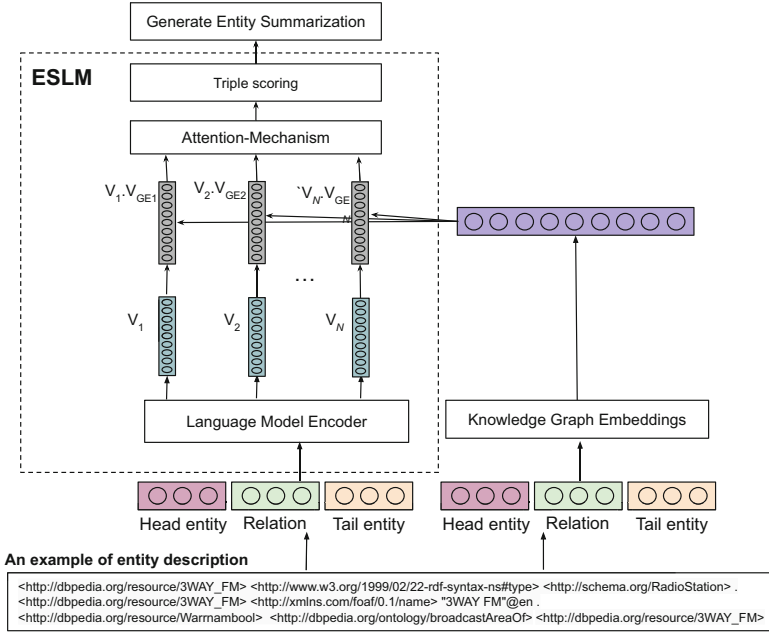 Generate Entity Summarization
ESLM
Triple scoring
Attention-Mechanism
V1.VGE1 V2.VGE2 `VN.VGE
N
...
V1 V2 VN
Language Model Encoder Knowledge Graph Embeddings
Head entity Relation Tail entity Head entity Relation Tail entity
An example of entity description
<http://dbpedia.org/resource/3WAY_FM> <http://www.w3.org/1999/02/22-rdf-syntax-ns#type> <http://schema.org/RadioStation> .
<http://dbpedia.org/resource/3WAY_FM> <http://xmlns.com/foaf/0.1/name> "3WAY FM"@en .
<http://dbpedia.org/resource/Warrnambool> <http://dbpedia.org/ontology/broadcastAreaOf> <http://dbpedia.org/resource/3WAY_FM>